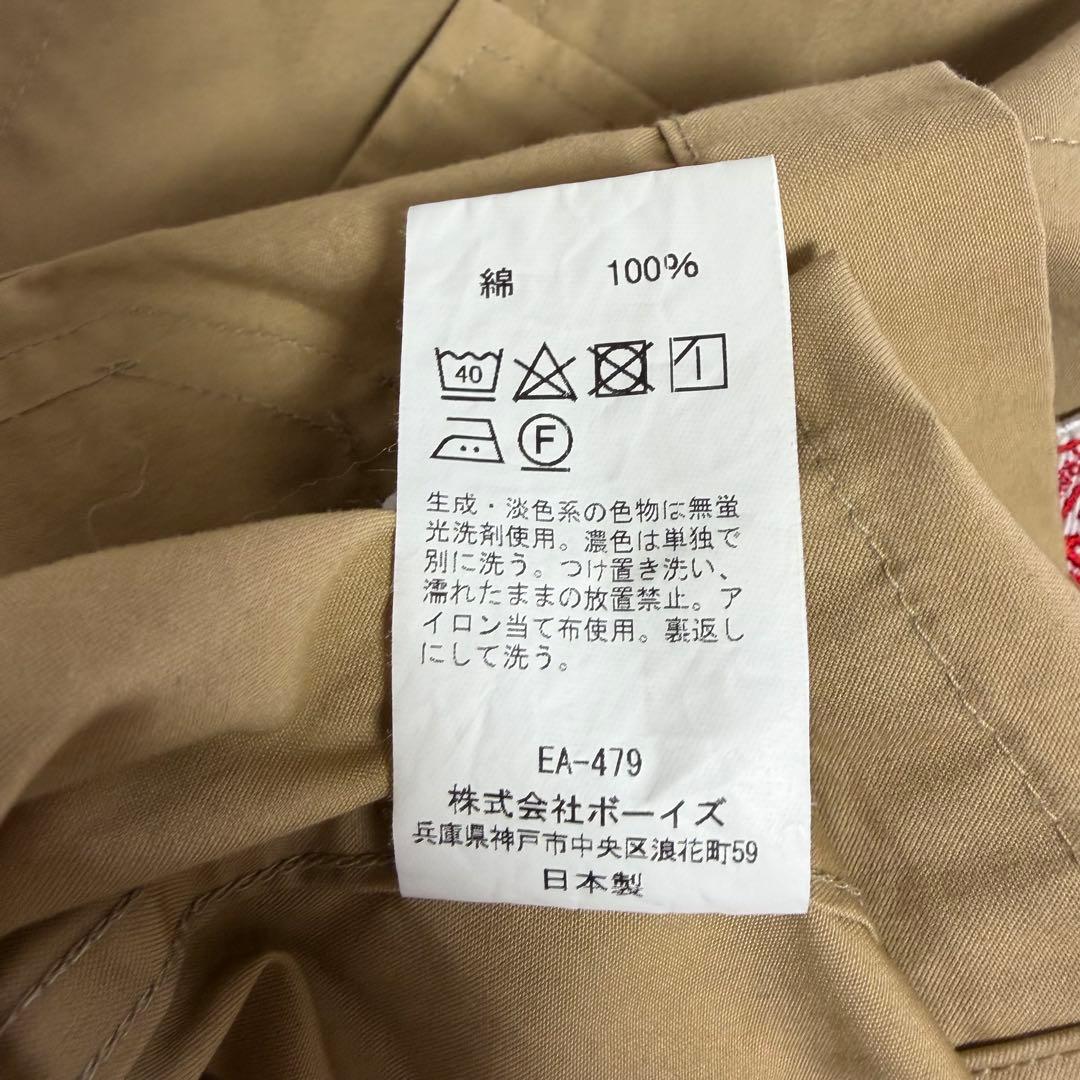 綿 100%
40
F
生成・淡色系の色物は無蛍
光洗剤使用。濃色は単独で
別に洗う。つけ置き洗い、
濡れたままの放置禁止。ア
イロン当て布使用。裏返し
にして洗う。
EA-479
株式会社ボーイズ
兵庫県神戸市中央区浪花町59
日本製